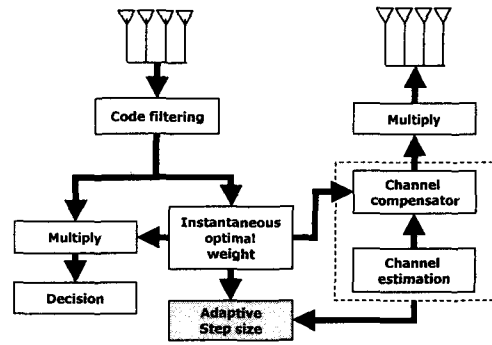 Code filtering
Multiply
Channel
compensator
Instantaneous
optimal
weight
Multiply
Channel
estimation
Decision
Adaptive
Step size